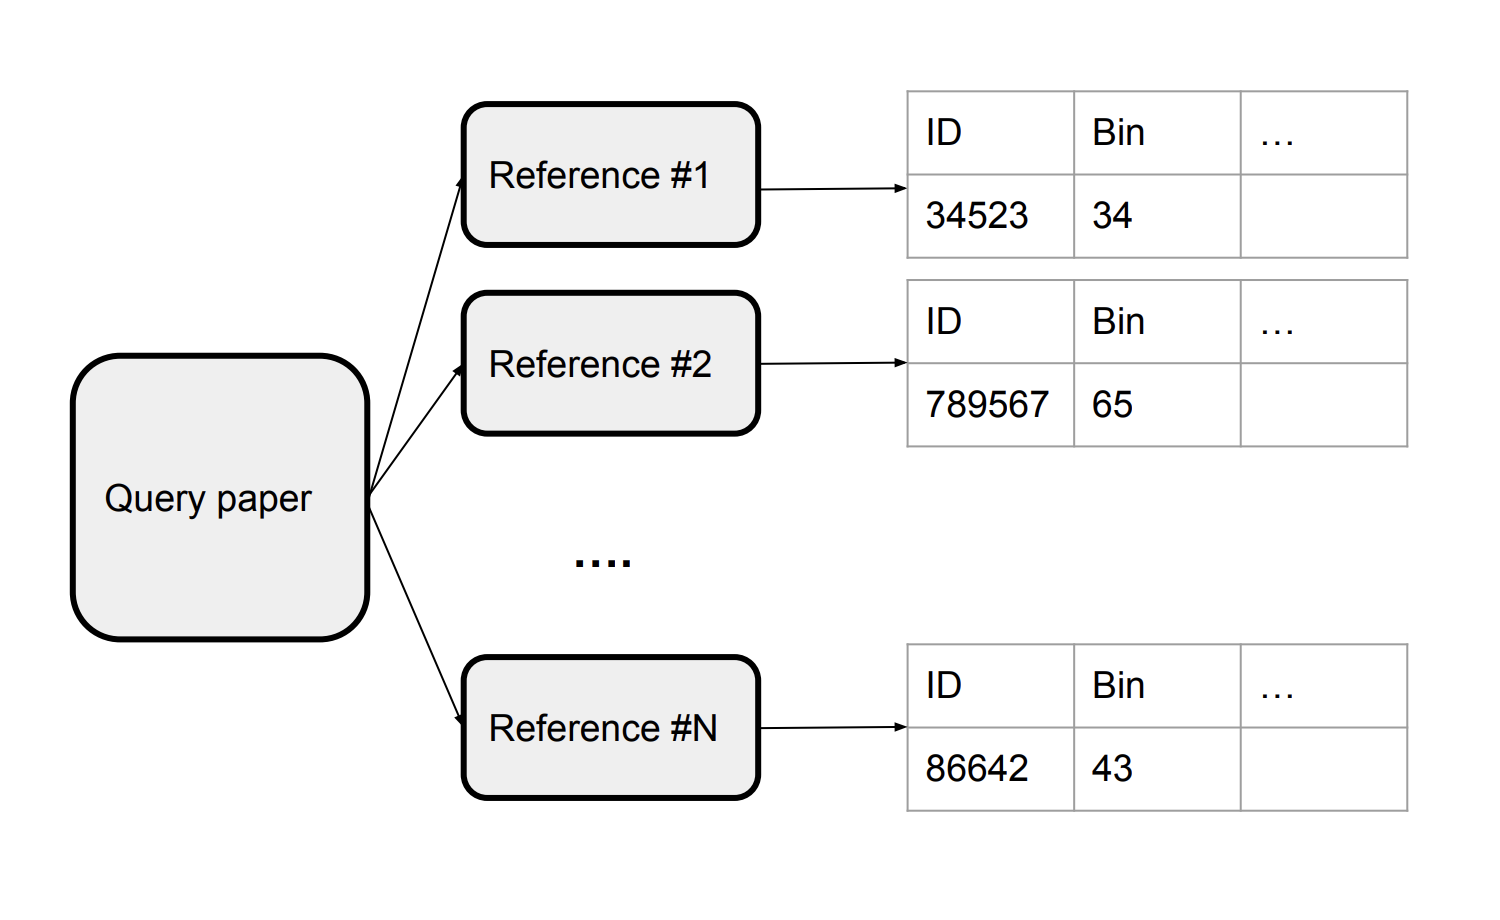 Query paper
Reference #1
ID Bin ...
34523 34
Reference #2
ID Bin ...
789567 65
....
Reference #N
ID Bin ...
86642 43